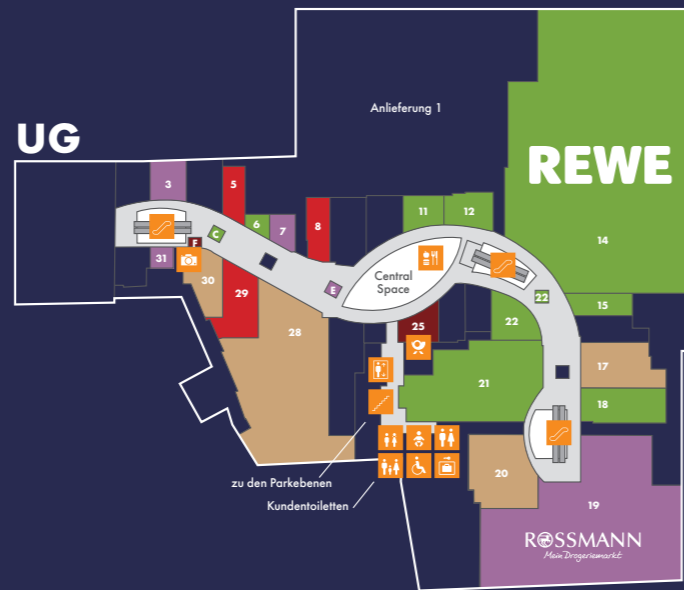 Anlieferung 1
UG
REWE
3
5
6
7
8
11
12
14
C
F
31
30
29
28
E
Central
Space
22
15
22
25
17
21
18
20
19
zu den Parkebenen
Kundentoiletten
ROSSMANN
Mein Drogeriemarkt